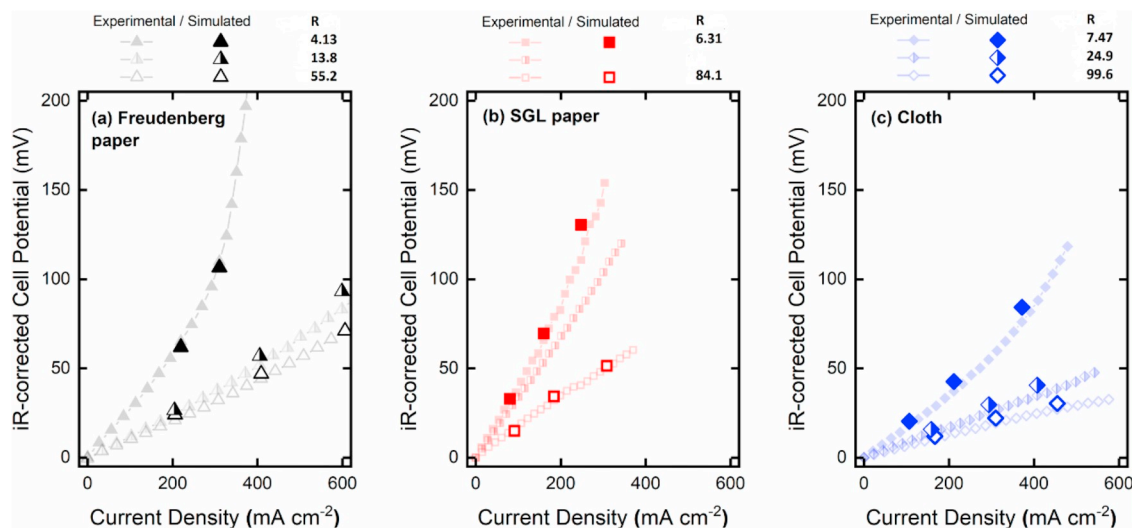 Experimental / Simulated R
4.13
13.8
55.2
Experimental / Simulated R
6.31
84.1
Experimental / Simulated R
7.47
24.9
99.6
(a) Freudenberg
paper
iR-corrected Cell Potential (mV)
200
150
100
50
0
0 200 400 600
Current Density (mA cm-2)
(b) SGL paper
iR-corrected Cell Potential (mV)
200
150
100
50
0
0 200 400 600
Current Density (mA cm-2)
(c) Cloth
iR-corrected Cell Potential (mV)
200
150
100
50
0
0 200 400 600
Current Density (mA cm-2)